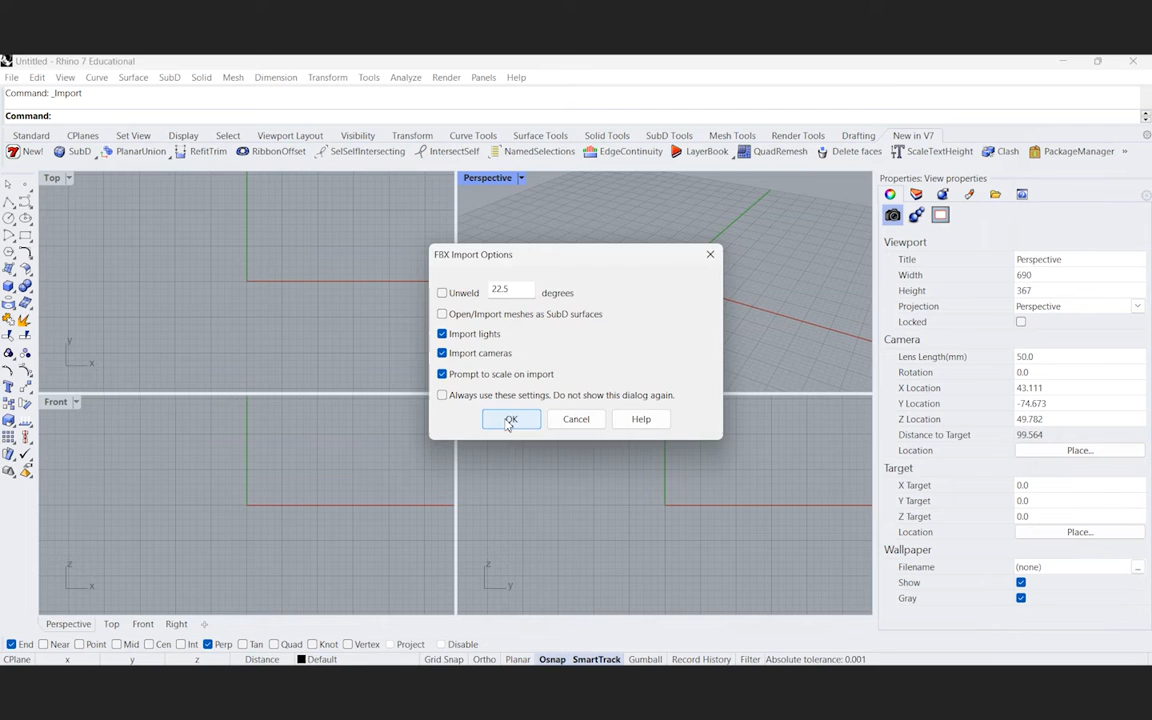 Untitled - Rhino 7 Educational
File Edit View Curve Surface SubD Solid Mesh Dimension Transform Tools Analyze Render Panels Help
Command: _Import
Command:
Standard CPlanes Set View Display Select Viewport Layout Visibility Transform Curve Tools Surface Tools Solid Tools SubD Tools Mesh Tools Render Tools Drafting New in V7
New! SubD PlanarUnion RefitTrim RibbonOffset SelSelfIntersecting IntersectSelf NamedSelections EdgeContinuity LayerBook QuadRemesh Delete faces ScaleTextHeight Clash PackageManager »
Top
Perspective
Properties: View properties
FBX Import Options
Unweld 22.5 degrees
Open/Import meshes as SubD surfaces
Import lights
Import cameras
Prompt to scale on import
Always use these settings. Do not show this dialog again.
OK Cancel Help
y
x
Front
z
x
z
y
Viewport
Title Perspective
Width 690
Height 367
Projection Perspective
Locked
Camera
Lens Length(mm) 50.0
Rotation 0.0
X Location 43.111
Y Location -74.673
Z Location 49.782
Distance to Target 99.564
Location Place...
Target
X Target 0.0
Y Target 0.0
Z Target 0.0
Location Place...
Wallpaper
Filename (none) ...
Show
Gray
Perspective Top Front Right
End Near Point Mid Cen Int Perp Tan Quad Knot Vertex Project Disable
CPlane x y z Distance Default Grid Snap Ortho Planar Osnap SmartTrack Gumball Record History Filter Absolute tolerance: 0.001